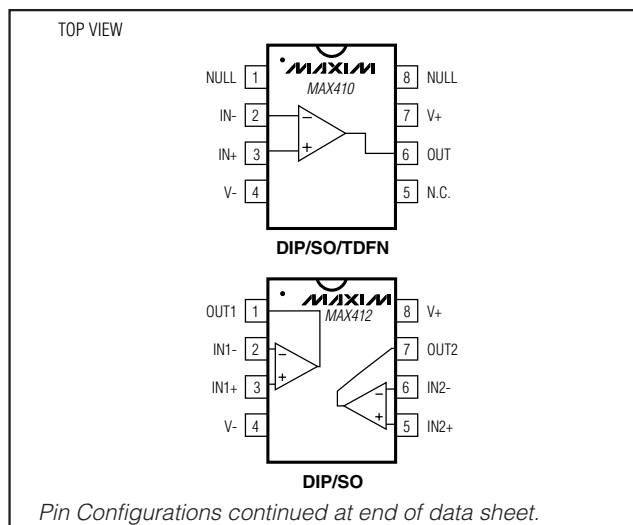 TOP VIEW
MAXIM
MAX410
NULL 1
8 NULL
IN- 2
7 V+
IN+ 3
6 OUT
V- 4
5 N.C.
− +
DIP/SO/TDFN
MAXIM
MAX412
OUT1 1
8 V+
IN1- 2
7 OUT2
IN1+ 3
6 IN2-
V- 4
5 IN2+
− +
− +
DIP/SO
Pin Configurations continued at end of data sheet.